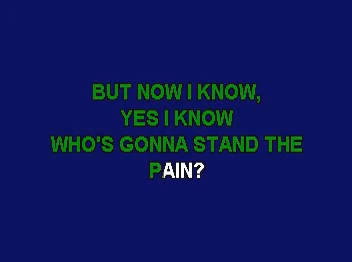 BUT NOW I KNOW,
YES I KNOW
WHO'S GONNA STAND THE
PAIN?